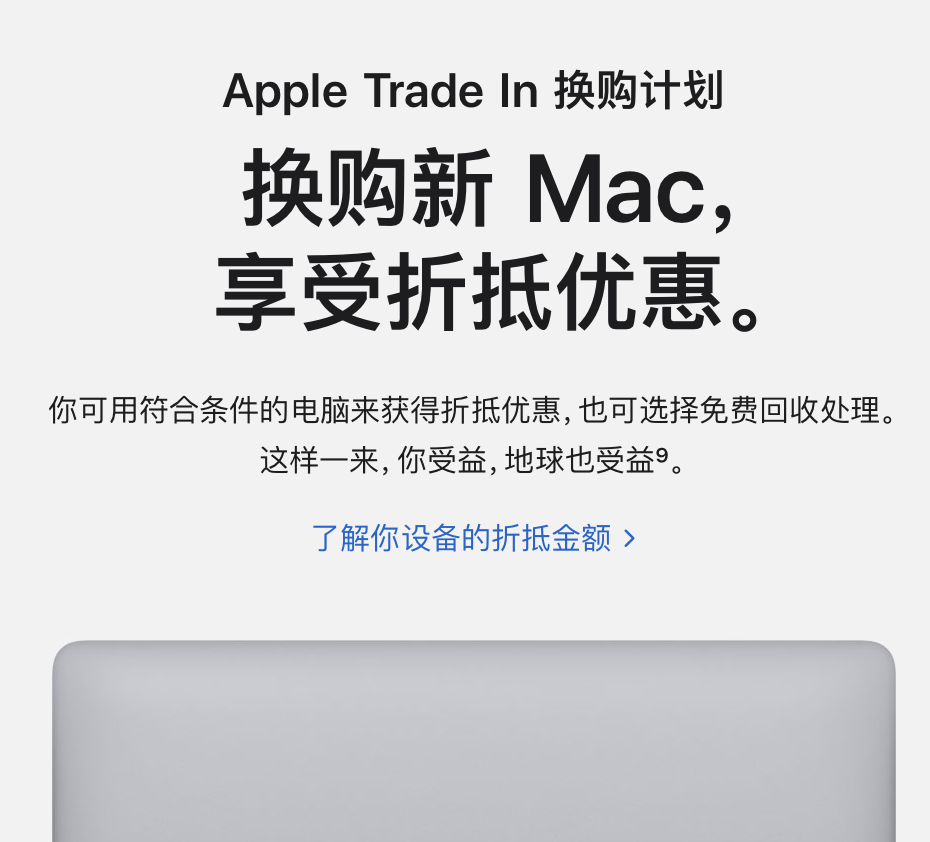 Apple Trade In 换购计划
换购新 Mac，
享受折抵优惠。
你可用符合条件的电脑来获得折抵优惠，也可选择免费回收处理。
这样一来，你受益，地球也受益⁹。
了解你设备的折抵金额 >